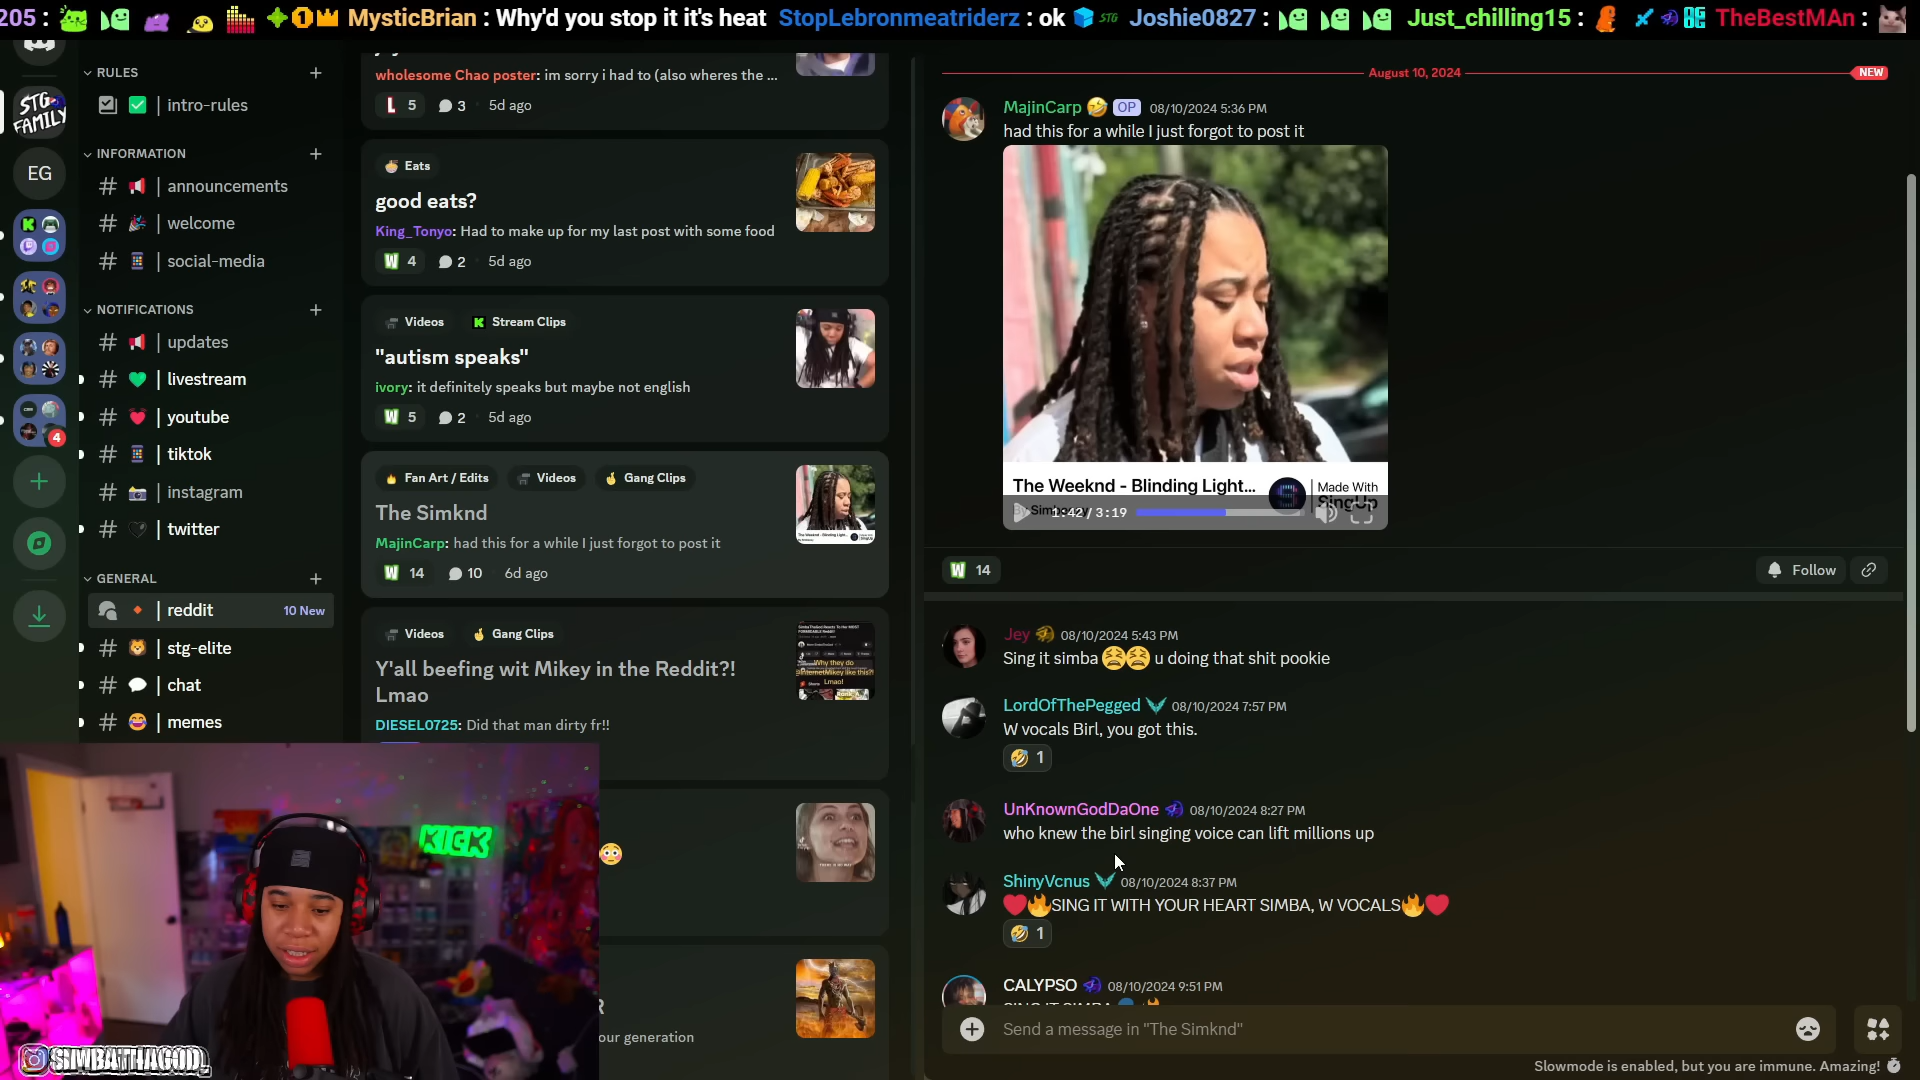 205 :
MysticBrian : Why'd you stop it it's heat
StopLebronmeatriderz : ok
Joshie0827 :
Just_chilling15 :
TheBestMAn :
STG FAMILY
EG
4
RULES
| intro-rules
INFORMATION
# | announcements
# | welcome
# | social-media
NOTIFICATIONS
# | updates
# | livestream
# | youtube
# | tiktok
# | instagram
# | twitter
GENERAL
| reddit 10 New
# | stg-elite
# | chat
# | memes
wholesome Chao poster: im sorry i had to (also wheres the ...
L 5 3 5d ago
Eats
good eats?
King_Tonyo: Had to make up for my last post with some food
W 4 2 5d ago
Videos Stream Clips
"autism speaks"
ivory: it definitely speaks but maybe not english
W 5 2 5d ago
Fan Art / Edits Videos Gang Clips
The Simknd
MajinCarp: had this for a while I just forgot to post it
W 14 10 6d ago
Videos Gang Clips
Y'all beefing wit Mikey in the Reddit?!
Lmao
DIESEL0725: Did that man dirty fr!!
our generation
August 10, 2024 NEW
MajinCarp OP 08/10/2024 5:36 PM
had this for a while I just forgot to post it
The Weeknd - Blinding Light...
Made With
SingUp
1:42 / 3:19
W 14
Follow
Jey 08/10/2024 5:43 PM
Sing it simba u doing that shit pookie
LordOfThePegged 08/10/2024 7:57 PM
W vocals Birl, you got this.
1
UnKnownGodDaOne 08/10/2024 8:27 PM
who knew the birl singing voice can lift millions up
ShinyVcnus 08/10/2024 8:37 PM
SING IT WITH YOUR HEART SIMBA, W VOCALS
1
CALYPSO 08/10/2024 9:51 PM
SING IT SIMBA
Send a message in "The Simknd"
Slowmode is enabled, but you are immune. Amazing!
KICK
SIMBATHAGOD